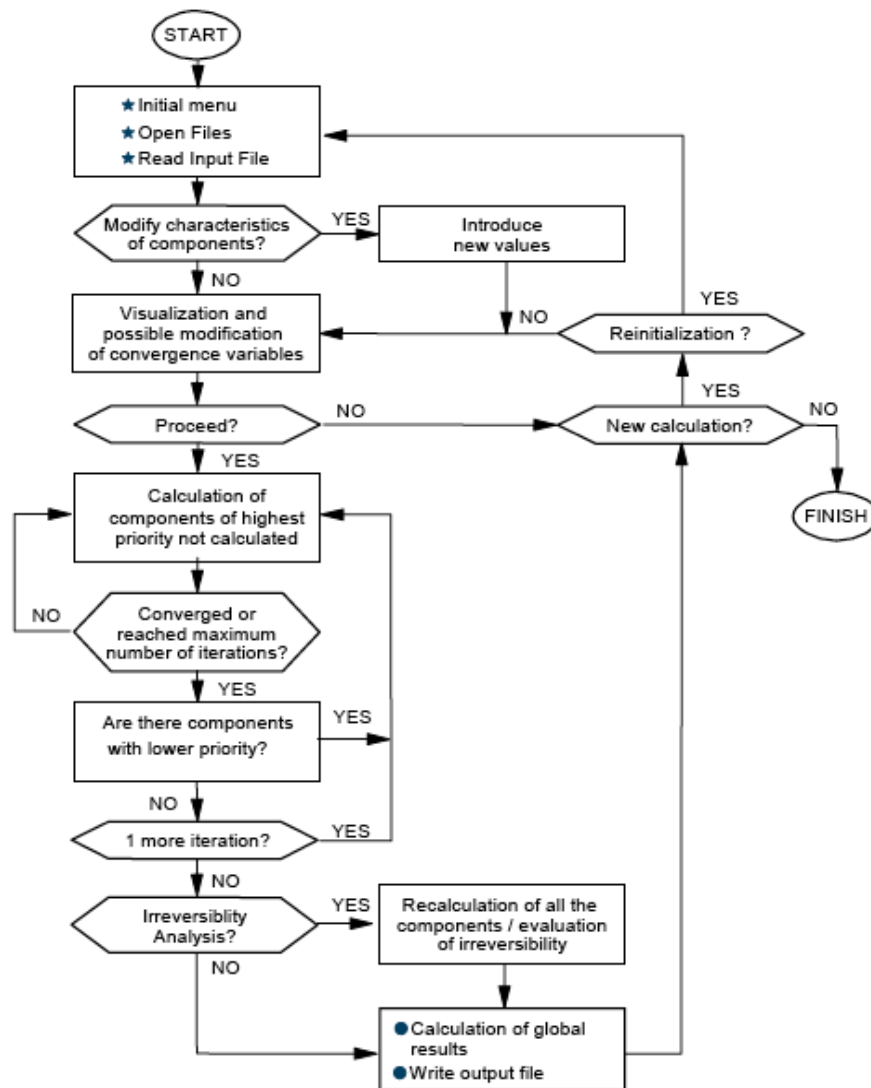 START
Initial menu
Open Files
Read Input File
Modify characteristics
of components?
YES
Introduce
new values
NO
Visualization and
possible modification
of convergence variables
NO
Reinitialization ?
YES
Proceed?
NO
New calculation?
YES
NO
FINISH
YES
Calculation of
components of highest
priority not calculated
NO
Converged or
reached maximum
number of iterations?
YES
Are there components
with lower priority?
YES
NO
1 more iteration?
YES
NO
Irreversiblity
Analysis?
YES
Recalculation of all the
components / evaluation
of irreversibility
NO
Calculation of global
results
Write output file